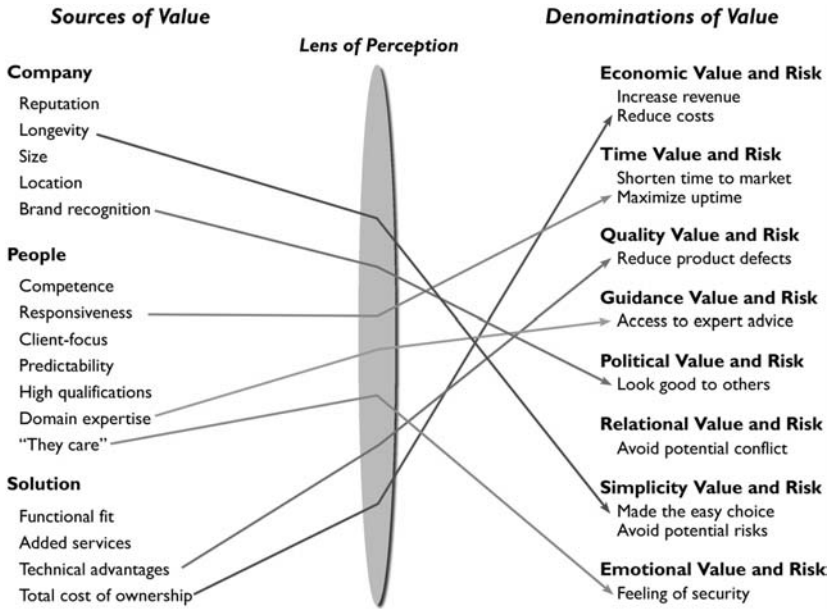 Sources of Value
Lens of Perception
Denominations of Value
Company
Reputation
Longevity
Size
Location
Brand recognition
People
Competence
Responsiveness
Client-focus
Predictability
High qualifications
Domain expertise
“They care”
Solution
Functional fit
Added services
Technical advantages
Total cost of ownership
Economic Value and Risk
Increase revenue
Reduce costs
Time Value and Risk
Shorten time to market
Maximize uptime
Quality Value and Risk
Reduce product defects
Guidance Value and Risk
Access to expert advice
Political Value and Risk
Look good to others
Relational Value and Risk
Avoid potential conflict
Simplicity Value and Risk
Made the easy choice
Avoid potential risks
Emotional Value and Risk
Feeling of security